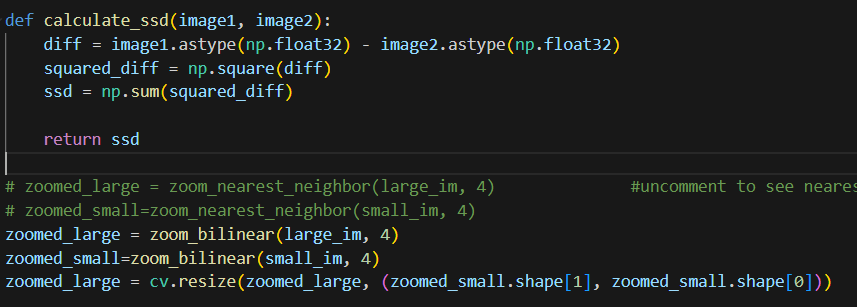 def calculate_ssd(image1, image2):
    diff = image1.astype(np.float32) - image2.astype(np.float32)
    squared_diff = np.square(diff)
    ssd = np.sum(squared_diff)

    return ssd

# zoomed_large = zoom_nearest_neighbor(large_im, 4)             #uncomment to see neares
# zoomed_small=zoom_nearest_neighbor(small_im, 4)
zoomed_large = zoom_bilinear(large_im, 4)
zoomed_small=zoom_bilinear(small_im, 4)
zoomed_large = cv.resize(zoomed_large, (zoomed_small.shape[1], zoomed_small.shape[0]))